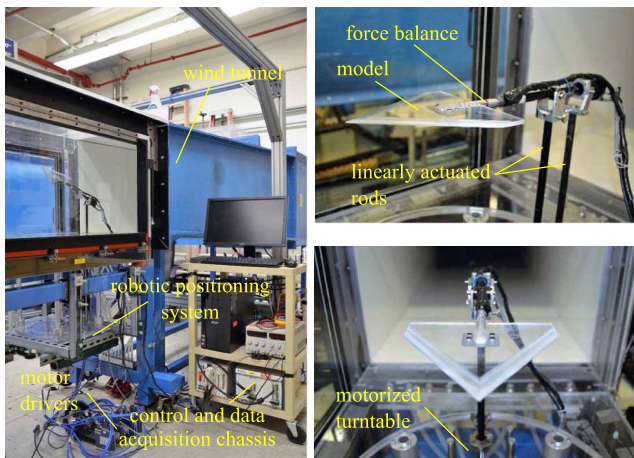 wind tunnel
robotic positioning
system
motor
drivers
control and data
acquisition chassis
force balance
model
linearly actuated
rods
motorized
turntable